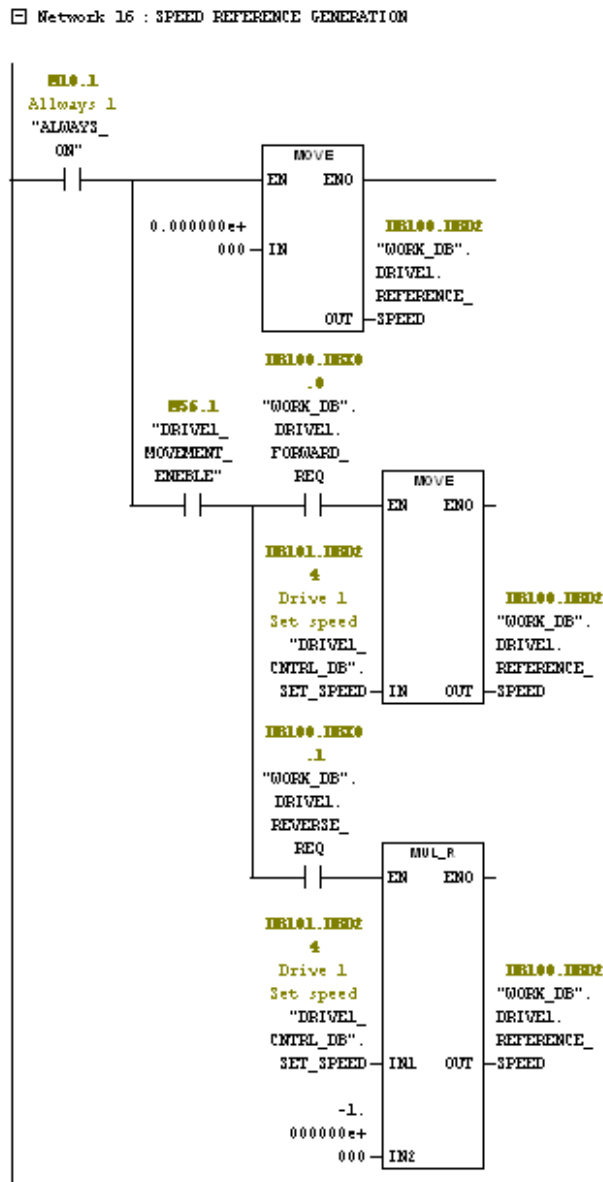 Network 16 : SPEED REFERENCE GENERATION
M10.1
Allways 1
"ALWAYS_
ON"
MOVE
EN ENO
0.000000e+
000
IN
DB100.DBD2
"WORK_DB".
DRIVE1.
REFERENCE_
SPEED
OUT
DB100.DBX0
.0
"WORK_DB".
DRIVE1.
FORWARD_
REQ
M56.1
"DRIVE1_
MOVEMENT_
ENEBLE"
MOVE
EN ENO
DB101.DBD2
4
Drive 1
Set speed
"DRIVE1_
CNTRL_DB".
SET_SPEED
IN OUT
DB100.DBD2
"WORK_DB".
DRIVE1.
REFERENCE_
SPEED
DB100.DBX0
.1
"WORK_DB".
DRIVE1.
REVERSE_
REQ
MUL_R
EN ENO
DB101.DBD2
4
Drive 1
Set speed
"DRIVE1_
CNTRL_DB".
SET_SPEED
IN1 OUT
DB100.DBD2
"WORK_DB".
DRIVE1.
REFERENCE_
SPEED
-1.
000000e+
000
IN2